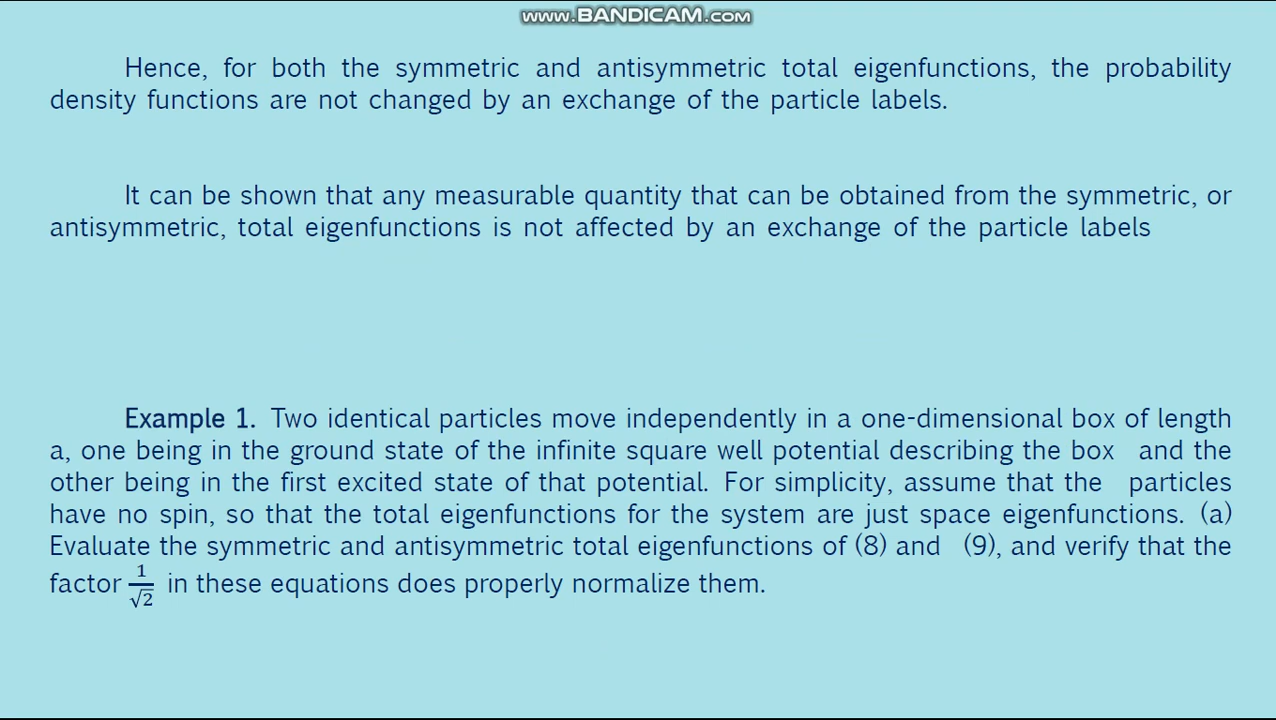 www.BANDICAM.com
Hence, for both the symmetric and antisymmetric total eigenfunctions, the probability
density functions are not changed by an exchange of the particle labels.
It can be shown that any measurable quantity that can be obtained from the symmetric, or
antisymmetric, total eigenfunctions is not affected by an exchange of the particle labels
Example 1. Two identical particles move independently in a one-dimensional box of length
a, one being in the ground state of the infinite square well potential describing the box and the
other being in the first excited state of that potential. For simplicity, assume that the particles
have no spin, so that the total eigenfunctions for the system are just space eigenfunctions. (a)
Evaluate the symmetric and antisymmetric total eigenfunctions of (8) and (9), and verify that the
factor 1/√2 in these equations does properly normalize them.